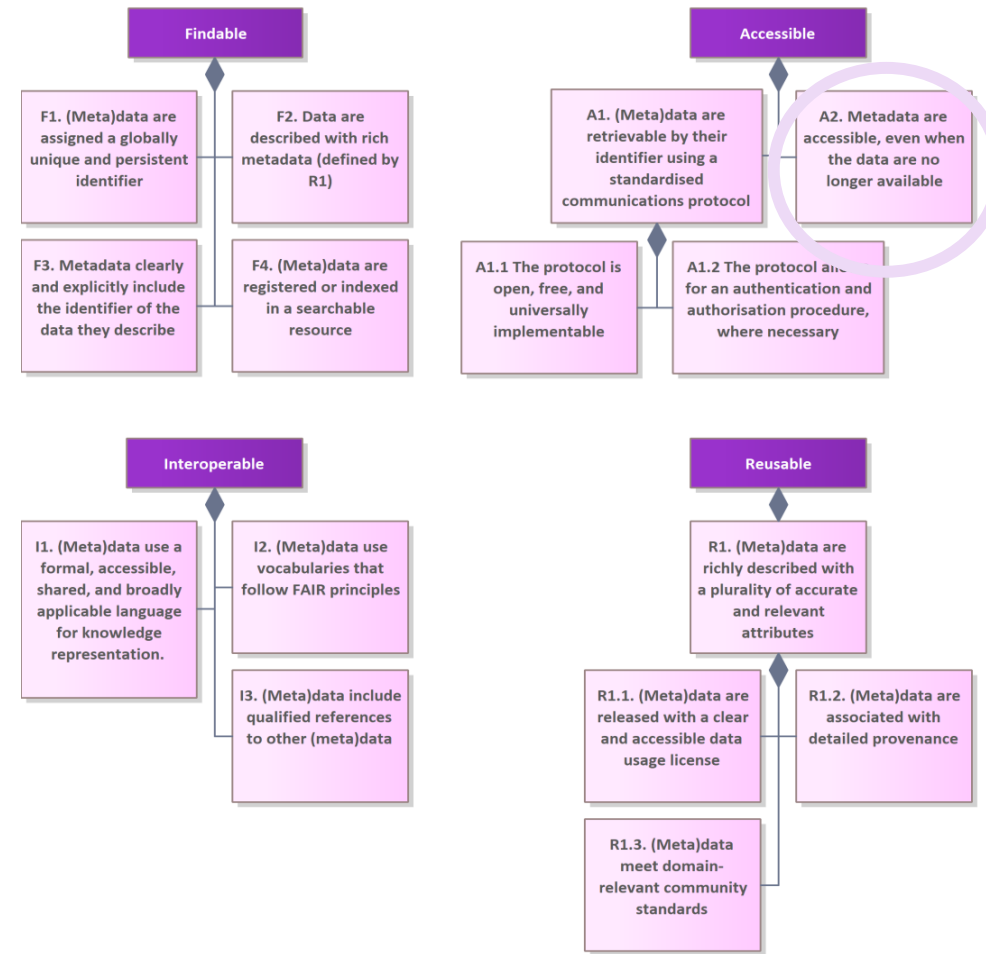 Findable
F1. (Meta)data are
assigned a globally
unique and persistent
identifier
F2. Data are
described with rich
metadata (defined by
R1)
F3. Metadata clearly
and explicitly include
the identifier of the
data they describe
F4. (Meta)data are
registered or indexed
in a searchable
resource
Accessible
A1. (Meta)data are
retrievable by their
identifier using a
standardised
communications protocol
A2. Metadata are
accessible, even when
the data are no
longer available
A1.1 The protocol is
open, free, and
universally
implementable
A1.2 The protocol
for an authentication and
authorisation procedure,
where necessary
Interoperable
I1. (Meta)data use a
formal, accessible,
shared, and broadly
applicable language
for knowledge
representation.
I2. (Meta)data use
vocabularies that
follow FAIR principles
I3. (Meta)data include
qualified references
to other (meta)data
Reusable
R1. (Meta)data are
richly described with
a plurality of accurate
and relevant
attributes
R1.1. (Meta)data are
released with a clear
and accessible data
usage license
R1.2. (Meta)data are
associated with
detailed provenance
R1.3. (Meta)data
meet domain-
relevant community
standards